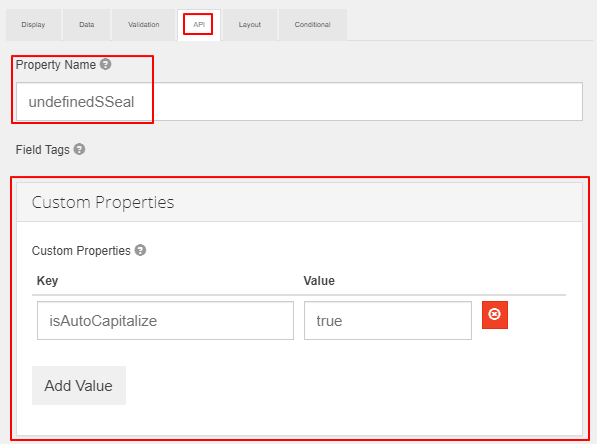 Display Data Validation API Layout Conditional
Property Name
undefinedSSeal
Field Tags
Custom Properties
Custom Properties
Key Value
isAutoCapitalize true
Add Value